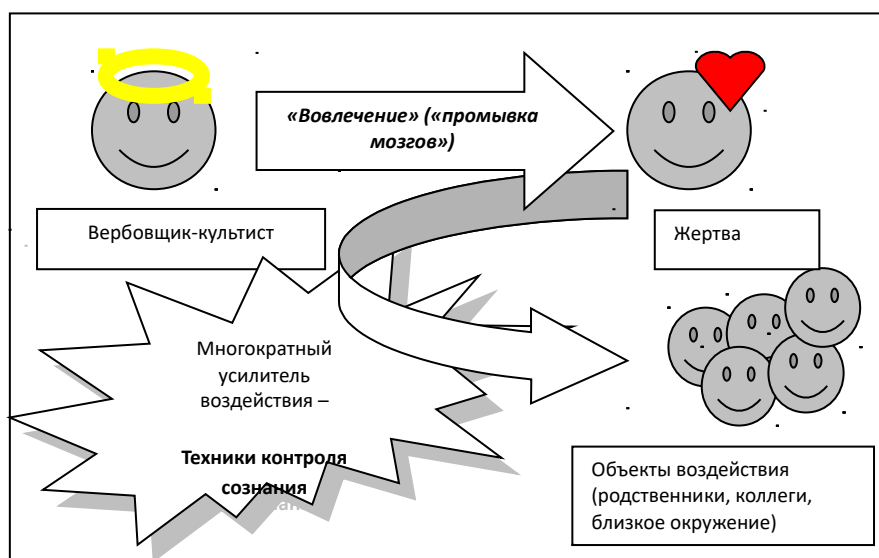 «Вовлечение» («промывка
мозгов»)
Вербовщик-культист
Жертва
Многократный
усилитель
воздействия –
Техники контроля
сознания
Объекты воздействия
(родственники, коллеги,
близкое окружение)